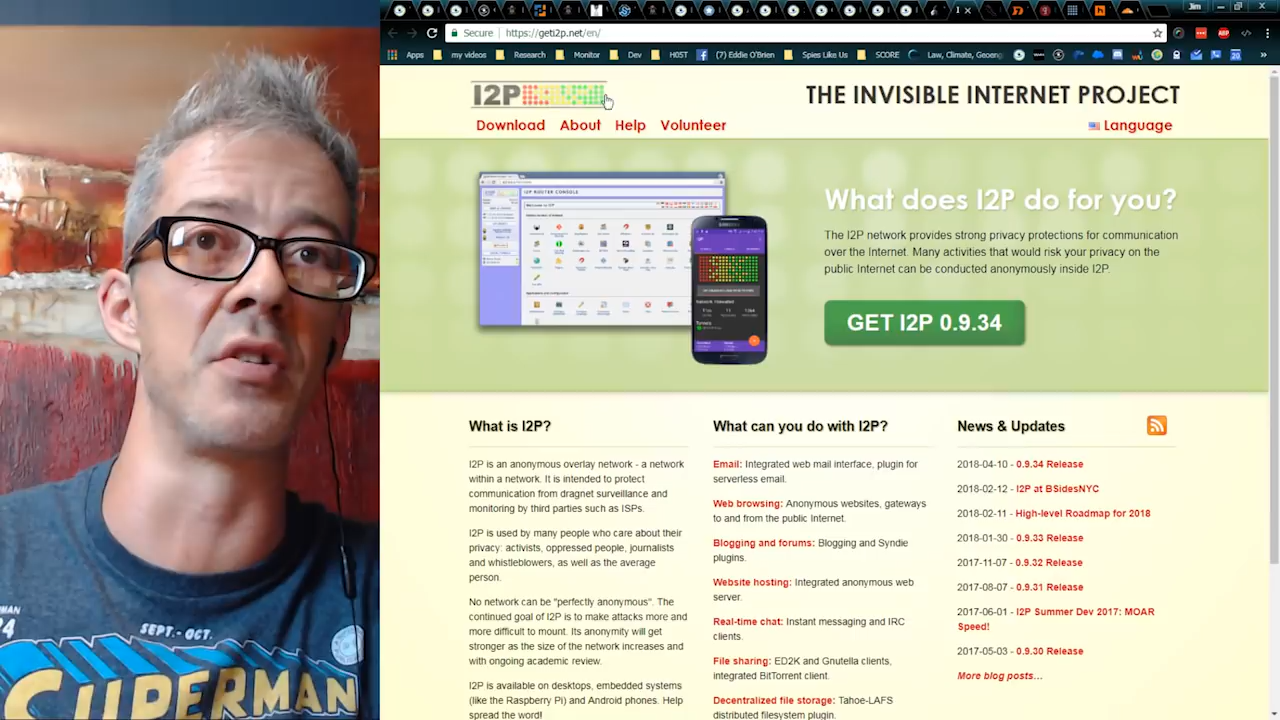 Jim
Secure
https://geti2p.net/en/
Apps
my videos
Research
Monitor
Dev
H05T
(7) Eddie O'Brien
Spies Like Us
SCORE
Law, Climate, Geoeng
ABP
20
I2P
THE INVISIBLE INTERNET PROJECT
Download
About
Help
Volunteer
Language
What does I2P do for you?
The I2P network provides strong privacy protections for communication
over the Internet. Many activities that would risk your privacy on the
public Internet can be conducted anonymously inside I2P.
GET I2P 0.9.34
I2P ROUTER CONSOLE
SAMSUNG
What is I2P?
I2P is an anonymous overlay network - a network
within a network. It is intended to protect
communication from dragnet surveillance and
monitoring by third parties such as ISPs.
I2P is used by many people who care about their
privacy: activists, oppressed people, journalists
and whistleblowers, as well as the average
person.
No network can be "perfectly anonymous". The
continued goal of I2P is to make attacks more and
more difficult to mount. Its anonymity will get
stronger as the size of the network increases and
with ongoing academic review.
I2P is available on desktops, embedded systems
(like the Raspberry Pi) and Android phones. Help
spread the word!
What can you do with I2P?
Email: Integrated web mail interface, plugin for
serverless email.
Web browsing: Anonymous websites, gateways
to and from the public Internet.
Blogging and forums: Blogging and Syndie
plugins.
Website hosting: Integrated anonymous web
server.
Real-time chat: Instant messaging and IRC
clients.
File sharing: ED2K and Gnutella clients,
integrated BitTorrent client.
Decentralized file storage: Tahoe-LAFS
distributed filesystem plugin.
News & Updates
2018-04-10 - 0.9.34 Release
2018-02-12 - I2P at BSidesNYC
2018-02-11 - High-level Roadmap for 2018
2018-01-30 - 0.9.33 Release
2017-11-07 - 0.9.32 Release
2017-08-07 - 0.9.31 Release
2017-06-01 - I2P Summer Dev 2017: MOAR
Speed!
2017-05-03 - 0.9.30 Release
More blog posts…
SEPT.-OCT.